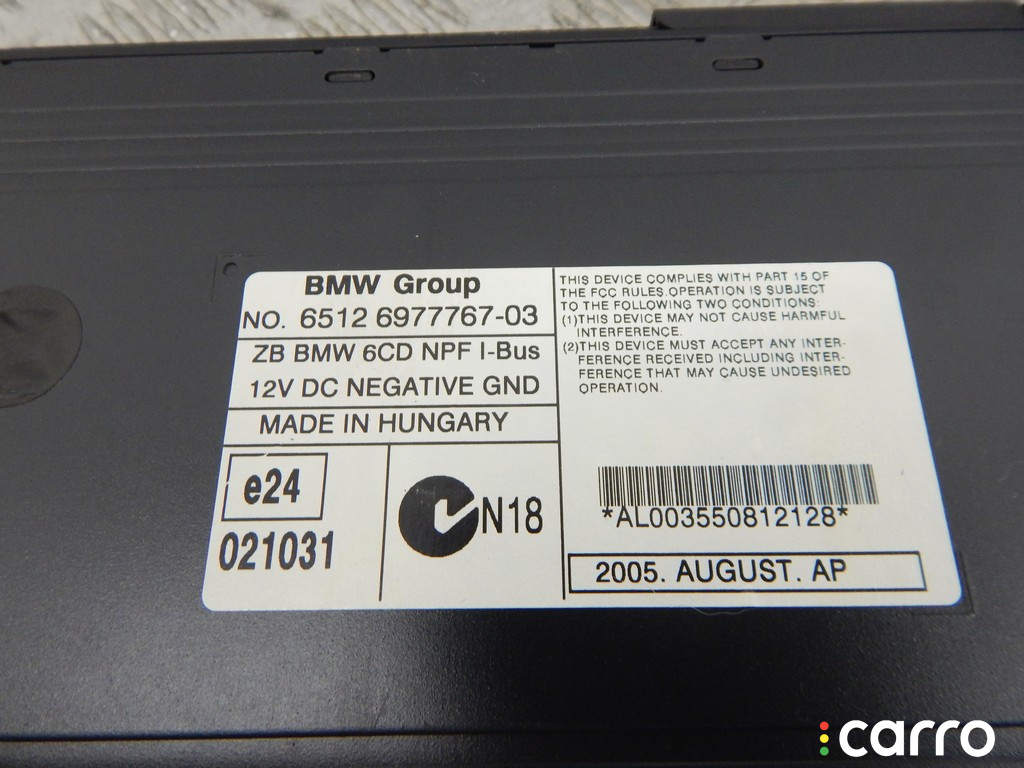 BMW Group
NO. 6512 6977767-03
ZB BMW 6CD NPF I-Bus
12V DC NEGATIVE GND
MADE IN HUNGARY
e24
021031
N18
THIS DEVICE COMPLIES WITH PART 15 OF
THE FCC RULES. OPERATION IS SUBJECT
TO THE FOLLOWING TWO CONDITIONS:
(1)THIS DEVICE MAY NOT CAUSE HARMFUL
INTERFERENCE.
(2)THIS DEVICE MUST ACCEPT ANY INTER-
FERENCE RECEIVED INCLUDING INTER-
FERENCE THAT MAY CAUSE UNDESIRED
OPERATION.
*AL003550812128*
2005. AUGUST. AP
carro